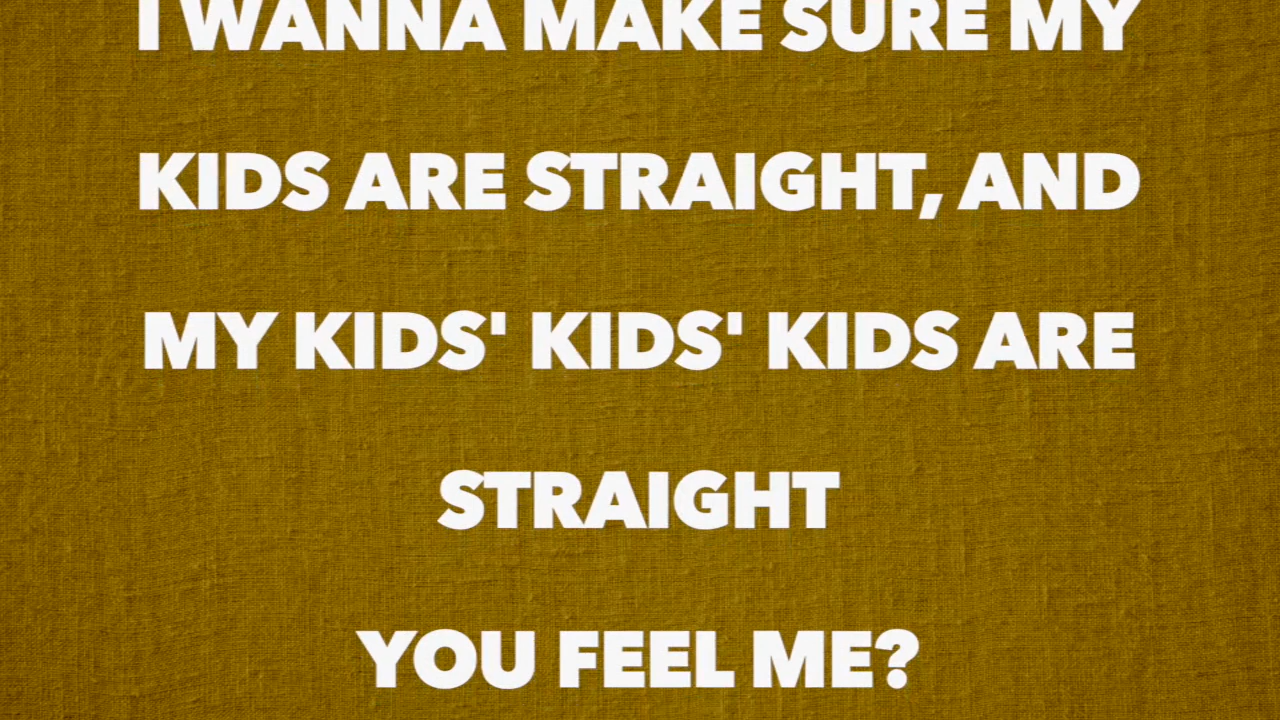 I WANNA MAKE SURE MY
KIDS ARE STRAIGHT, AND
MY KIDS' KIDS' KIDS ARE
STRAIGHT
YOU FEEL ME?